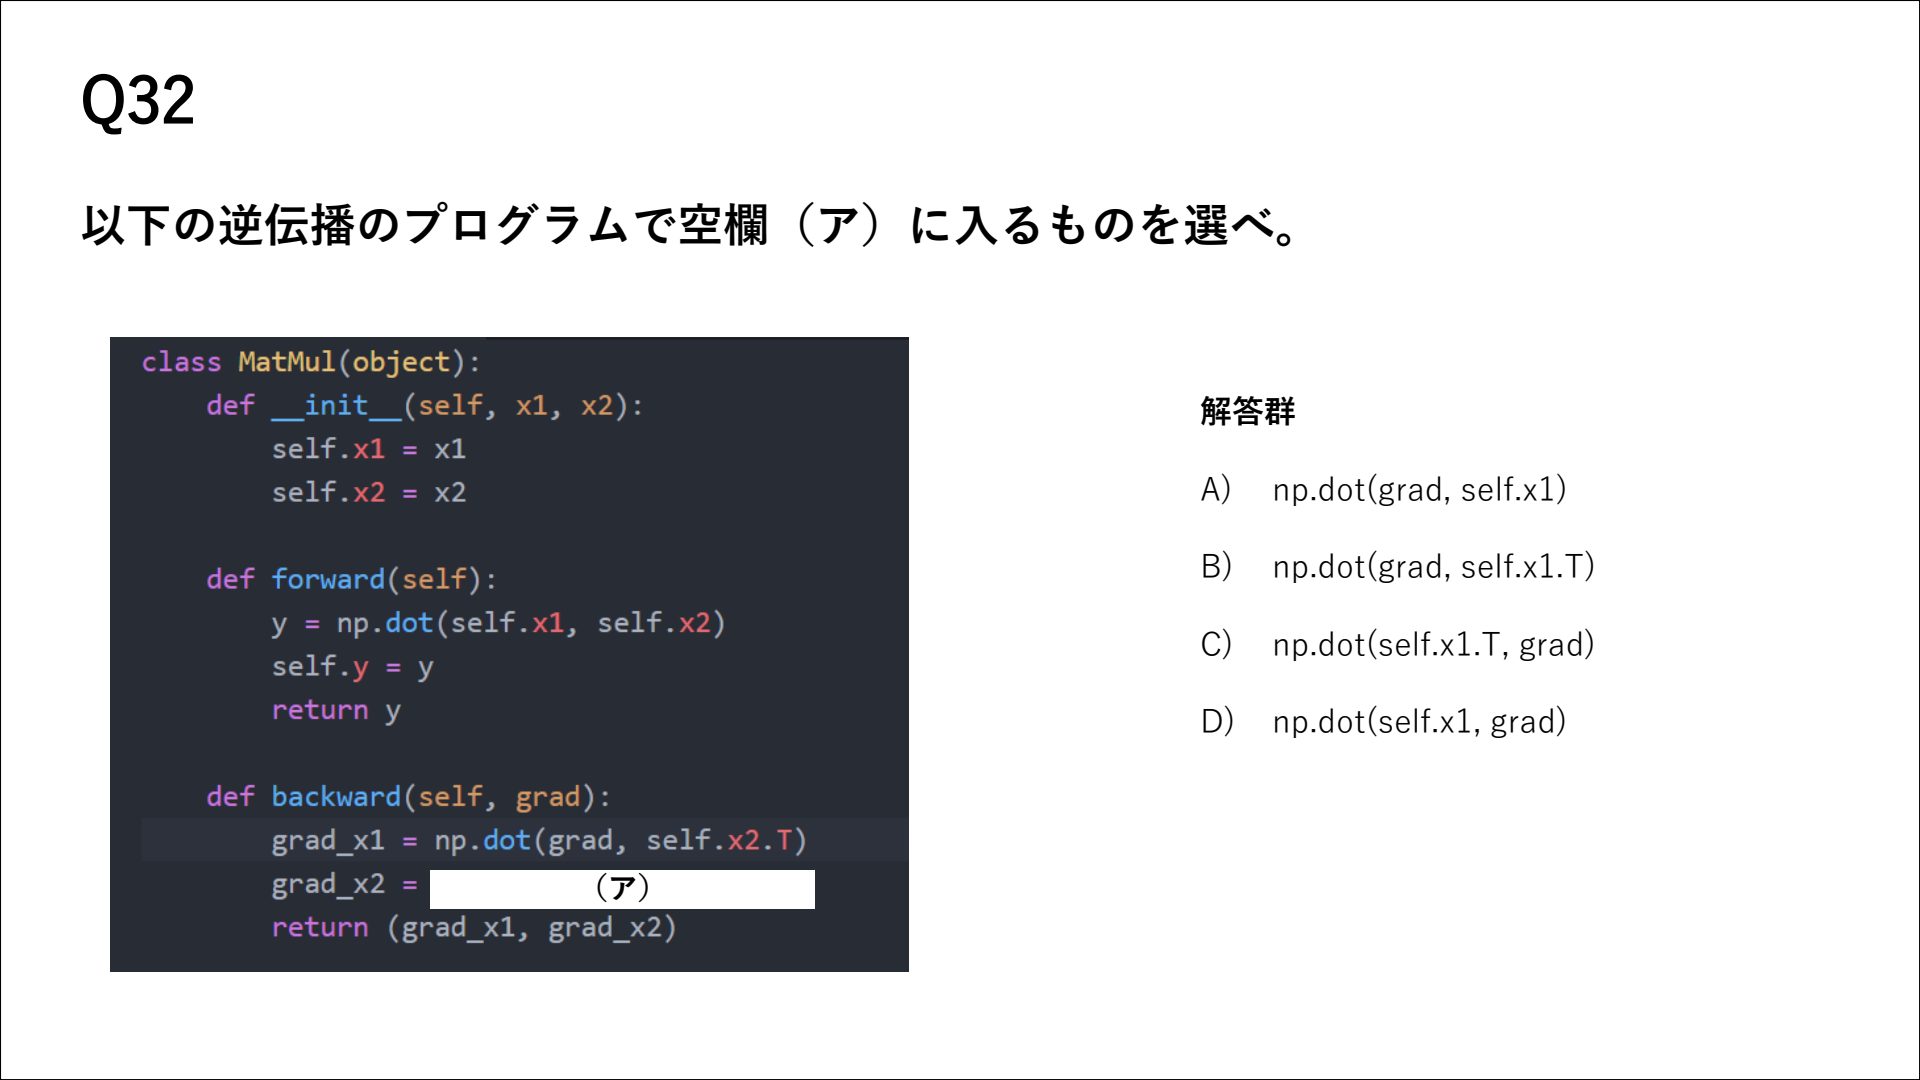 Q32
以下の逆伝播のプログラムで空欄（ア）に入るものを選べ。
class MatMul(object):
    def __init__(self, x1, x2):
        self.x1 = x1
        self.x2 = x2
    def forward(self):
        y = np.dot(self.x1, self.x2)
        self.y = y
        return y
    def backward(self, grad):
        grad_x1 = np.dot(grad, self.x2.T)
        grad_x2 = （ア）
        return (grad_x1, grad_x2)
解答群
A) np.dot(grad, self.x1)
B) np.dot(grad, self.x1.T)
C) np.dot(self.x1.T, grad)
D) np.dot(self.x1, grad)